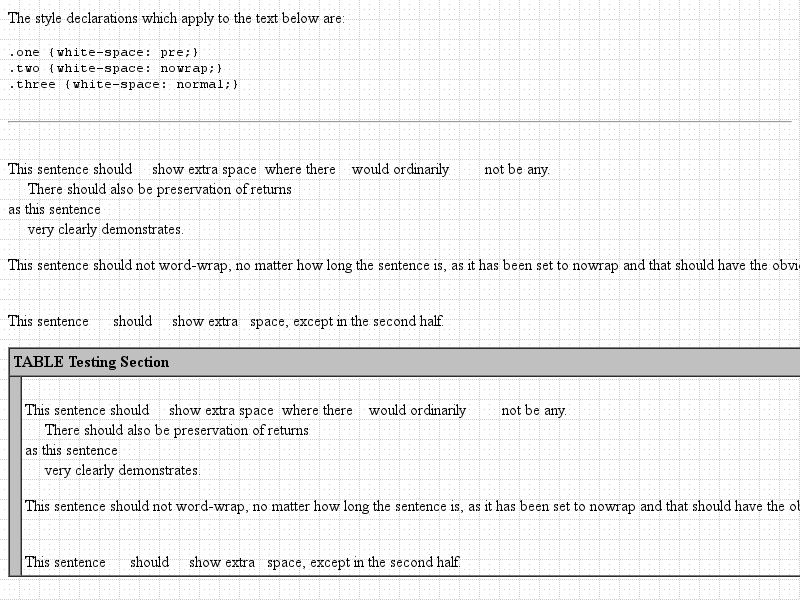 The style declarations which apply to the text below are:
.one {white-space: pre;}
.two {white-space: nowrap;}
.three {white-space: normal;}
This sentence should     show extra space  where there    would ordinarily         not be any.
     There should also be preservation of returns
as this sentence
     very clearly demonstrates.
This sentence should not word-wrap, no matter how long the sentence is, as it has been set to nowrap and that should have the obvi
This sentence      should     show extra   space, except in the second half.
TABLE Testing Section
This sentence should     show extra space  where there    would ordinarily         not be any.
     There should also be preservation of returns
as this sentence
     very clearly demonstrates.
This sentence should not word-wrap, no matter how long the sentence is, as it has been set to nowrap and that should have the ob
This sentence      should     show extra   space, except in the second half.